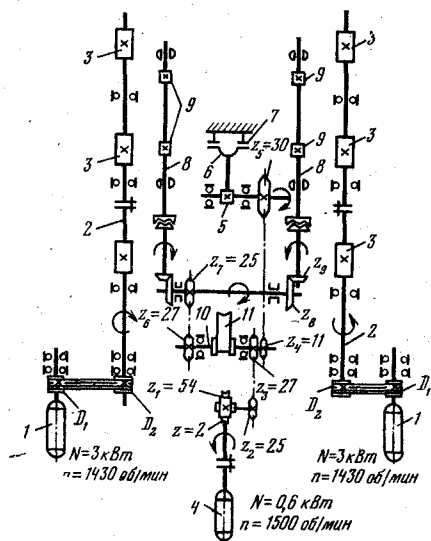 3
3
9
7
z₅=30
6
9
3
8
5
8
3
2
z₇=25
z₉
3
z₆=27
10
11
z₈
z₄=11
z₃
27
2
z₁=54
D₁
D₂
z=2
z₂=25
D₂
D₁
1
1
N=3кВт
n=1430 об/мин
4
N=0,6 кВт
n=1500 об/мин
N=3кВт
n=1430 об/мин